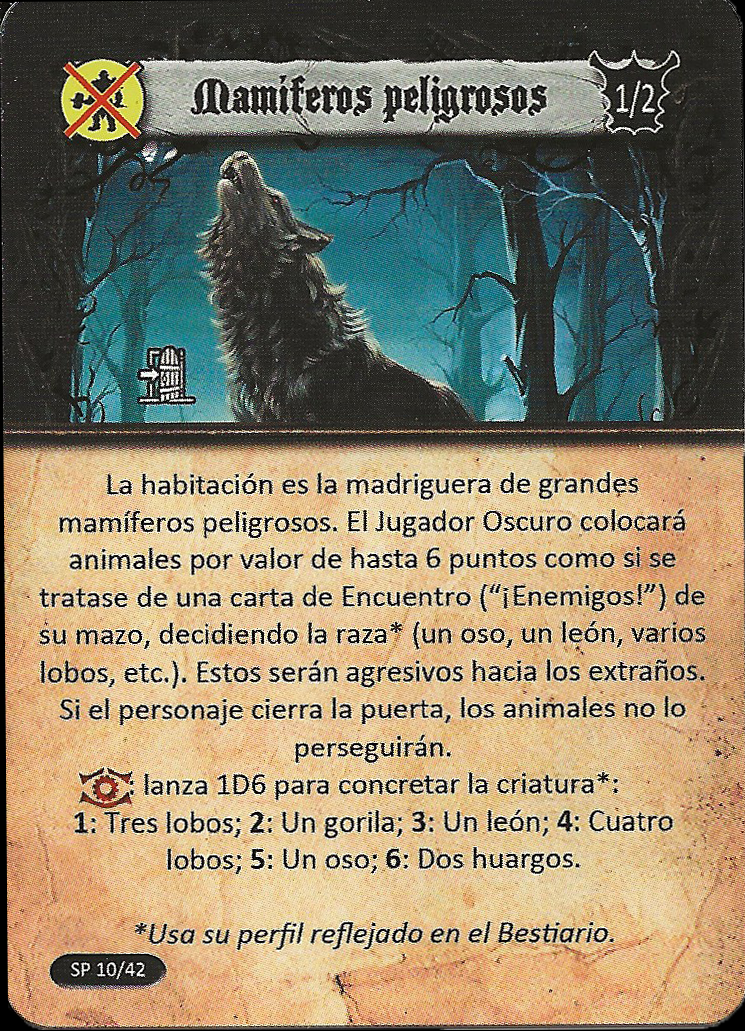 Mamíferos peligrosos
1/2
La habitación es la madriguera de grandes
mamíferos peligrosos. El Jugador Oscuro colocará
animales por valor de hasta 6 puntos como si se
tratase de una carta de Encuentro (“¡Enemigos!”) de
su mazo, decidiendo la raza* (un oso, un león, varios
lobos, etc.). Estos serán agresivos hacia los extraños.
Si el personaje cierra la puerta, los animales no lo
perseguirán.
: lanza 1D6 para concretar la criatura*:
1: Tres lobos; 2: Un gorila; 3: Un león; 4: Cuatro
lobos; 5: Un oso; 6: Dos huargos.
*Usa su perfil reflejado en el Bestiario.
SP 10/42